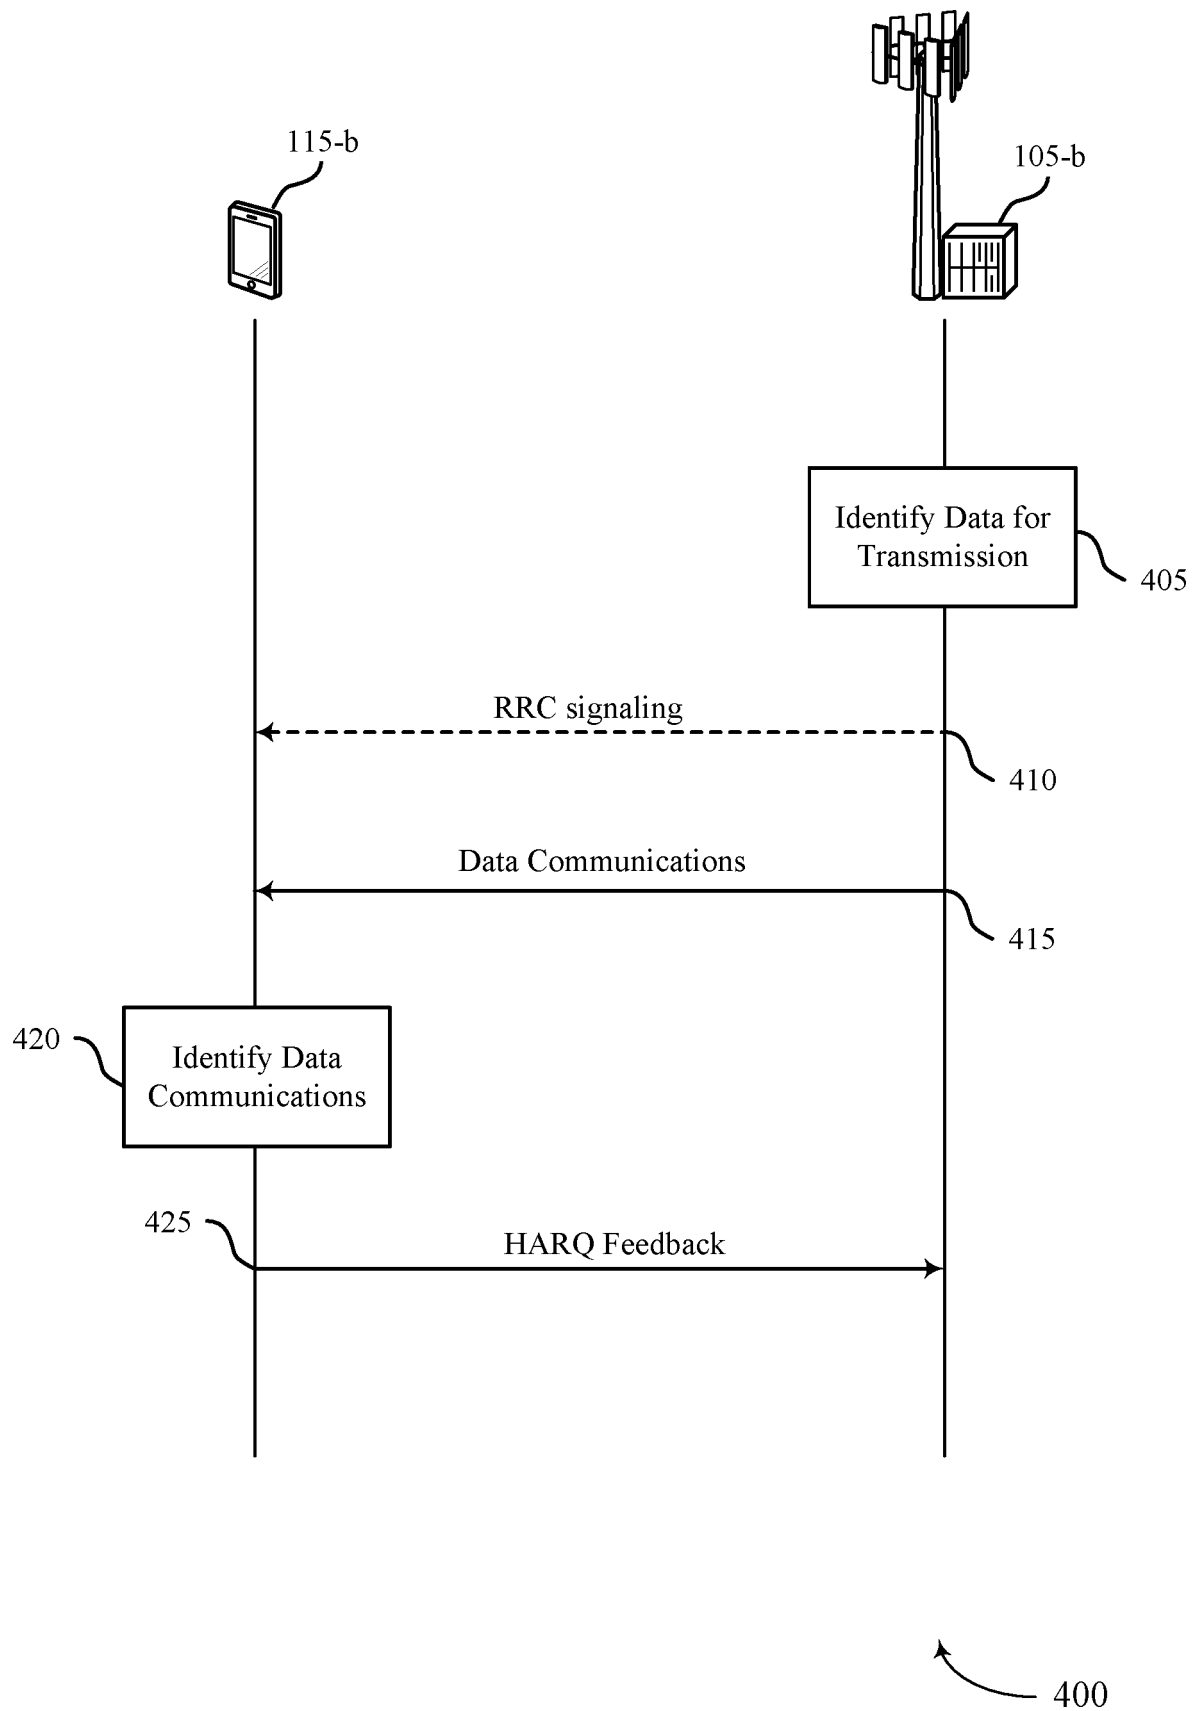 115-b
105-b
Identify Data for
Transmission
405
RRC signaling
410
Data Communications
415
420
Identify Data
Communications
425
HARQ Feedback
400